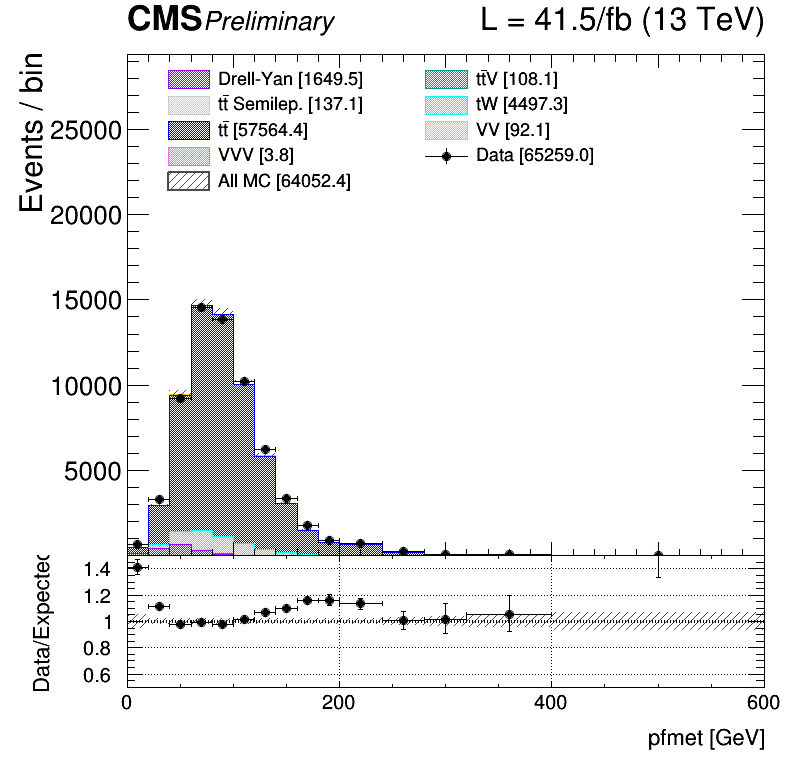 CMS Preliminary L = 41.5/fb (13 TeV)
Events / bin
Drell-Yan [1649.5]
tt̄ Semilep. [137.1]
tt̄ [57564.4]
VVV [3.8]
All MC [64052.4]
tt̄V [108.1]
tW [4497.3]
VV [92.1]
Data [65259.0]
25000
20000
15000
10000
5000
Data/Expected
1.4
1.2
1
0.8
0.6
0 200 400 600
pfmet [GeV]